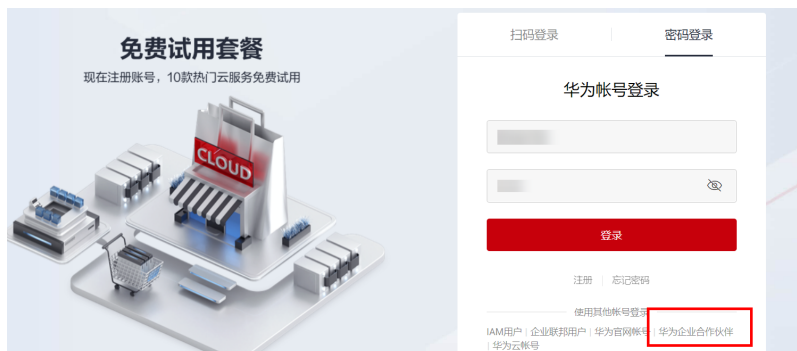 免费试用套餐
现在注册账号，10款热门云服务免费试用
CLOUD
扫码登录 密码登录
华为帐号登录
登录
注册 | 忘记密码
使用其他帐号登录
IAM用户 | 企业联邦用户 | 华为官网帐号 | 华为企业合作伙伴
| 华为云帐号